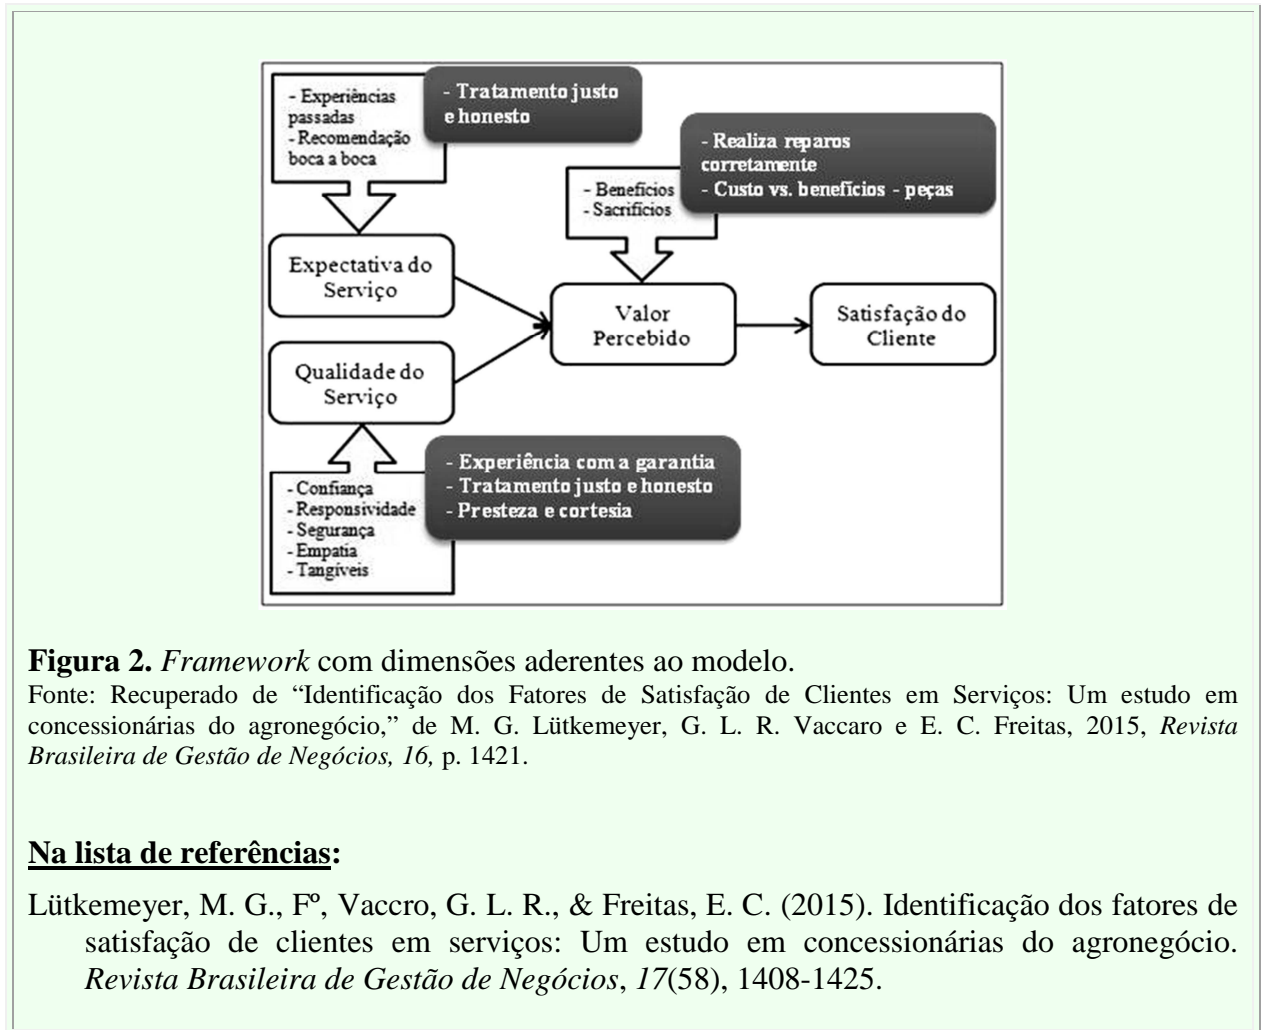 - Experiências
passadas
- Recomendação
boca a boca
- Tratamento justo
e honesto
- Realiza reparos
corretamente
- Custo vs. benefícios - peças
- Benefícios
- Sacrifícios
Expectativa do
Serviço
Valor
Percebido
Satisfação do
Cliente
Qualidade do
Serviço
- Experiência com a garantia
- Tratamento justo e honesto
- Presteza e cortesia
- Confiança
- Responsividade
- Segurança
- Empatia
- Tangíveis
Figura 2. Framework com dimensões aderentes ao modelo.
Fonte: Recuperado de “Identificação dos Fatores de Satisfação de Clientes em Serviços: Um estudo em
concessionárias do agronegócio,” de M. G. Lütkemeyer, G. L. R. Vaccaro e E. C. Freitas, 2015, Revista
Brasileira de Gestão de Negócios, 16, p. 1421.
Na lista de referências:
Lütkemeyer, M. G., Fº, Vaccro, G. L. R., & Freitas, E. C. (2015). Identificação dos fatores de
satisfação de clientes em serviços: Um estudo em concessionárias do agronegócio.
Revista Brasileira de Gestão de Negócios, 17(58), 1408-1425.